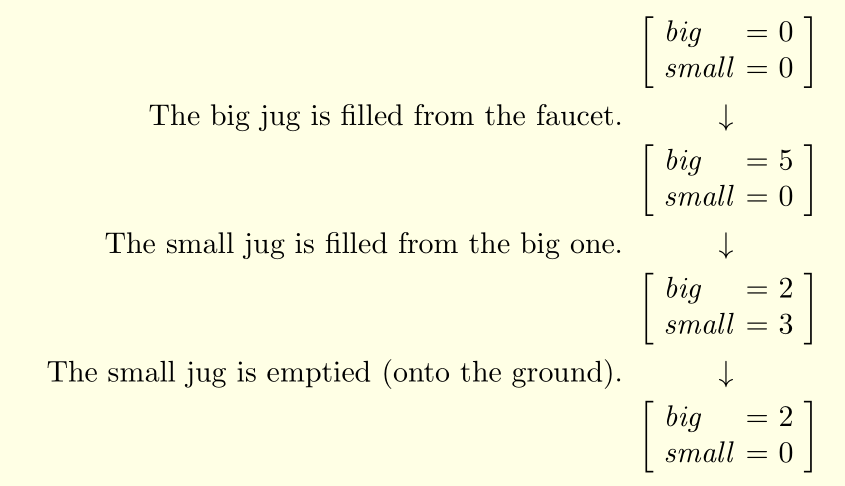 big = 0
small = 0
The big jug is filled from the faucet. ↓
big = 5
small = 0
The small jug is filled from the big one. ↓
big = 2
small = 3
The small jug is emptied (onto the ground). ↓
big = 2
small = 0